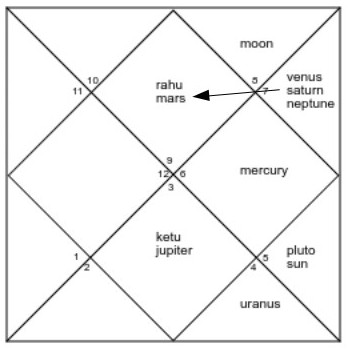 moon
10
11
rahu
mars
8
7
venus
saturn
neptune
9
12
6
3
mercury
ketu
jupiter
1
2
5
4
pluto
sun
uranus